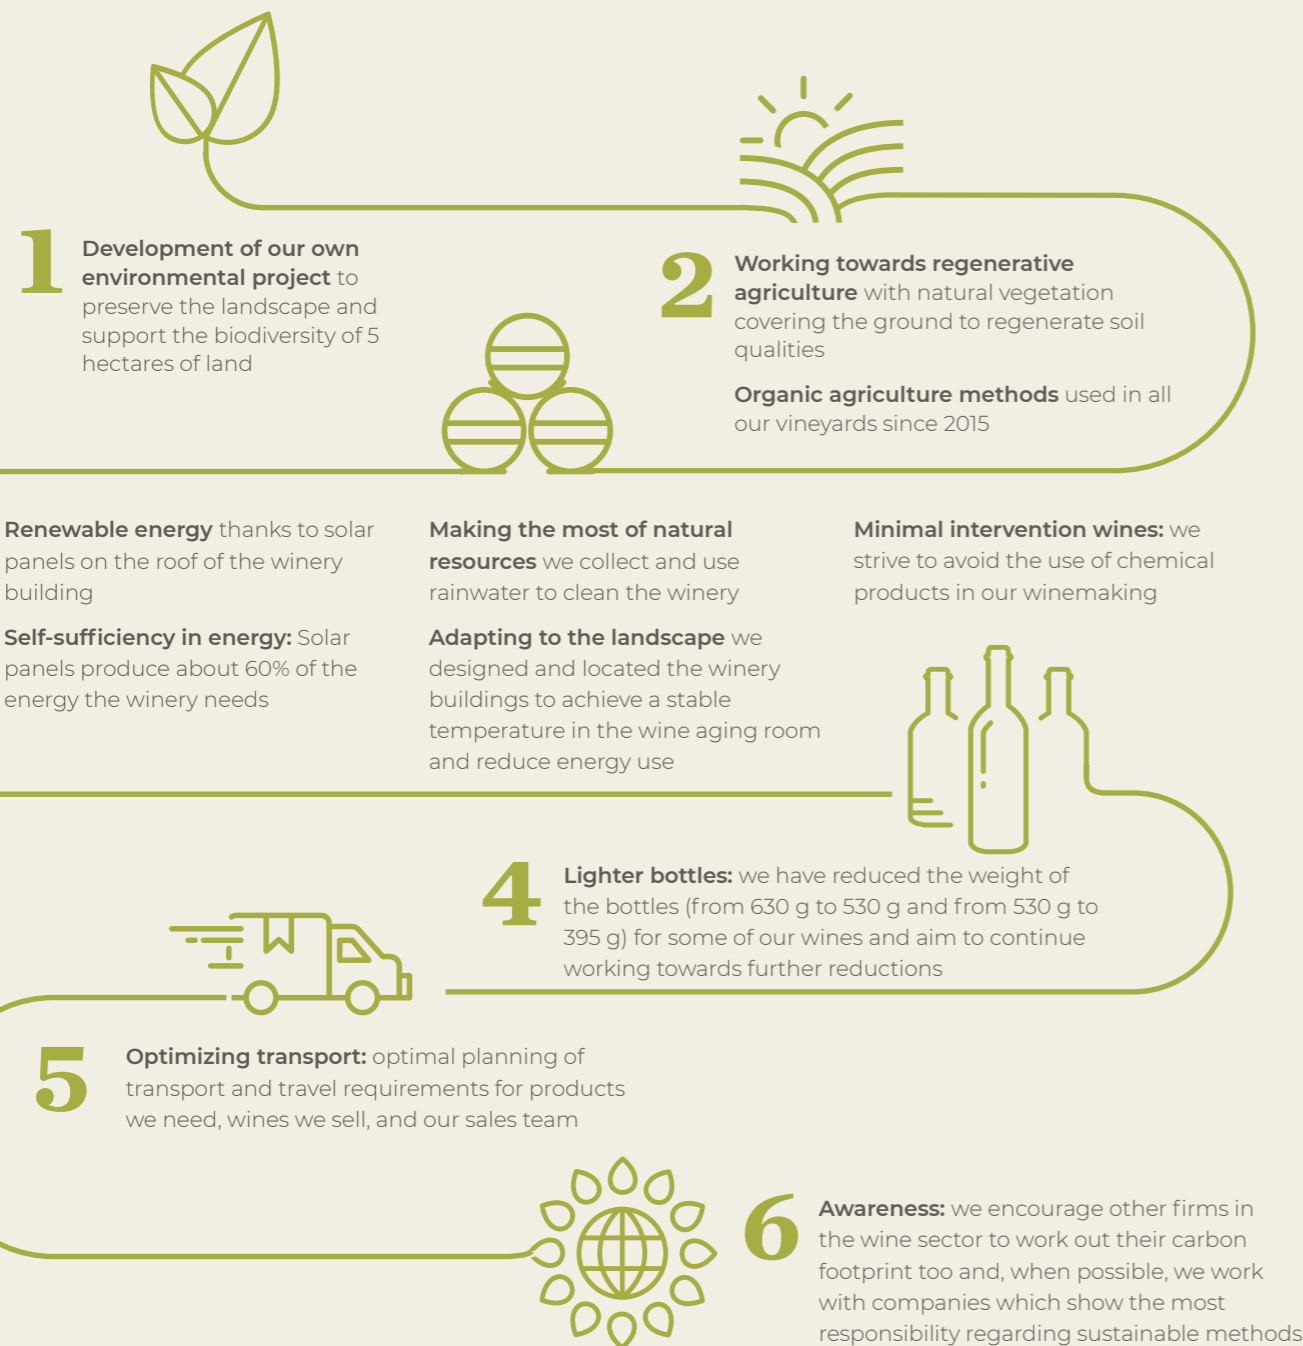 1
Development of our own
environmental project to
preserve the landscape and
support the biodiversity of 5
hectares of land
2
Working towards regenerative
agriculture with natural vegetation
covering the ground to regenerate soil
qualities
Organic agriculture methods used in all
our vineyards since 2015
Renewable energy thanks to solar
panels on the roof of the winery
building
Self-sufficiency in energy: Solar
panels produce about 60% of the
energy the winery needs
Making the most of natural
resources we collect and use
rainwater to clean the winery
Adapting to the landscape we
designed and located the winery
buildings to achieve a stable
temperature in the wine aging room
and reduce energy use
Minimal intervention wines: we
strive to avoid the use of chemical
products in our winemaking
4
Lighter bottles: we have reduced the weight of
the bottles (from 630 g to 530 g and from 530 g to
395 g) for some of our wines and aim to continue
working towards further reductions
5
Optimizing transport: optimal planning of
transport and travel requirements for products
we need, wines we sell, and our sales team
6
Awareness: we encourage other firms in
the wine sector to work out their carbon
footprint too and, when possible, we work
with companies which show the most
responsibility regarding sustainable methods